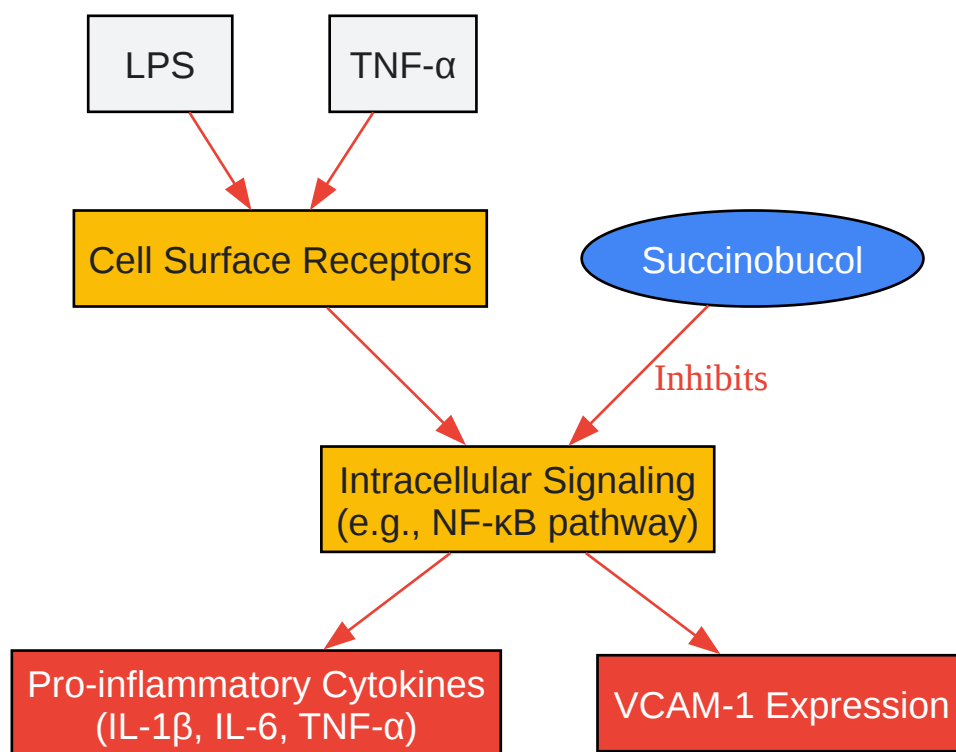 LPS
TNF-α
Cell Surface Receptors
Succinobucol
Inhibits
Intracellular Signaling
(e.g., NF-κB pathway)
Pro-inflammatory Cytokines
(IL-1β, IL-6, TNF-α)
VCAM-1 Expression